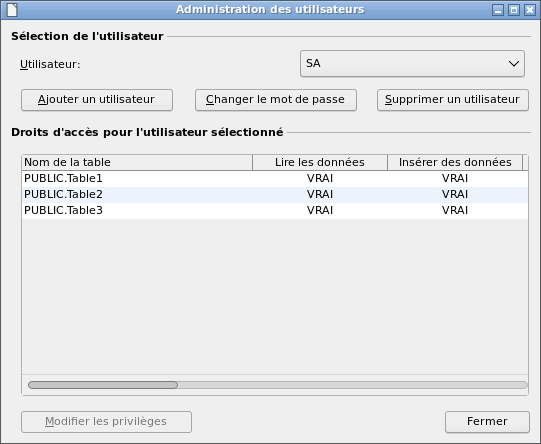 Administration des utilisateurs
Sélection de l'utilisateur
Utilisateur: SA
Ajouter un utilisateur Changer le mot de passe Supprimer un utilisateur
Droits d'accès pour l'utilisateur sélectionné
Nom de la table Lire les données Insérer des données
PUBLIC.Table1 VRAI VRAI
PUBLIC.Table2 VRAI VRAI
PUBLIC.Table3 VRAI VRAI
Modifier les privilèges Fermer